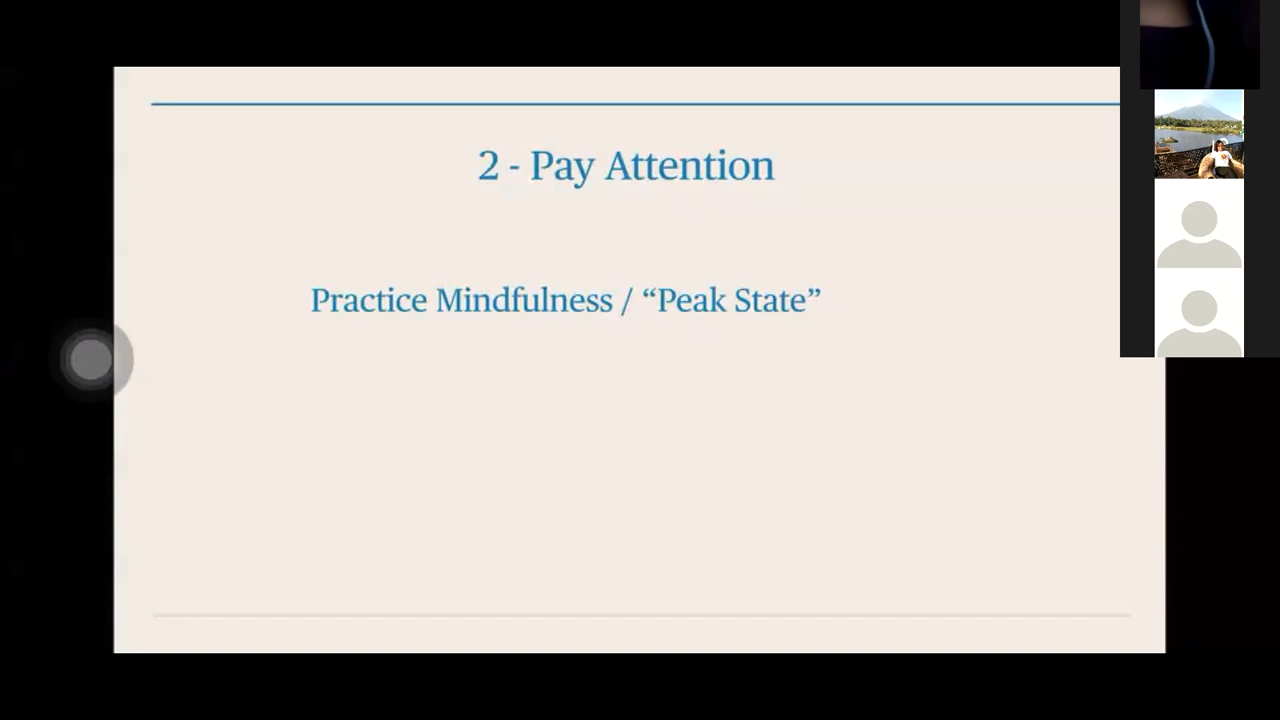 2 - Pay Attention
Practice Mindfulness / “Peak State”